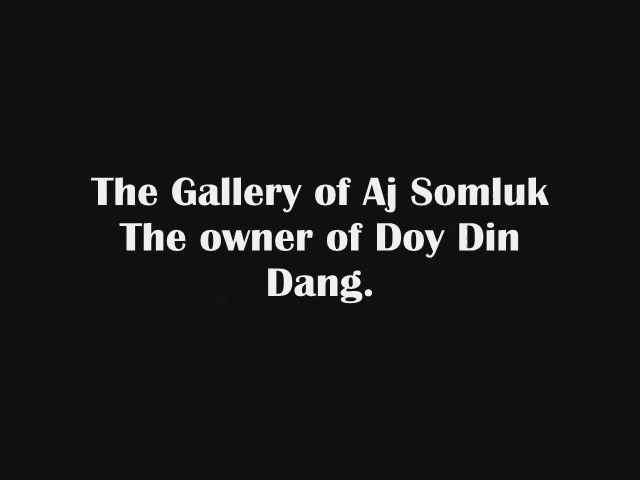 The Gallery of Aj Somluk
The owner of Doy Din
Dang.